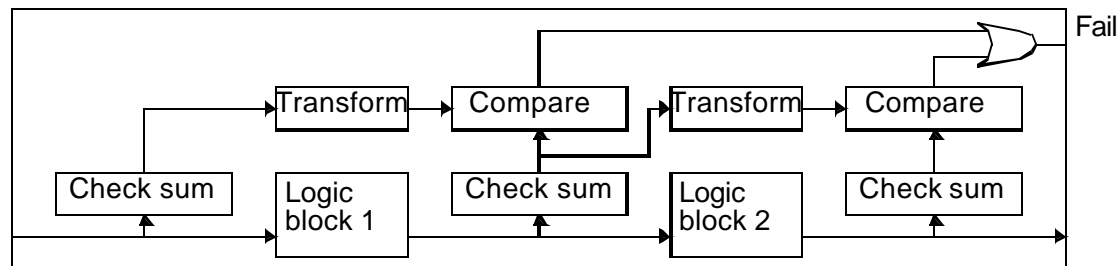 Fail
Transform
Compare
Transform
Compare
Check sum
Logic
block 1
Check sum
Logic
block 2
Check sum